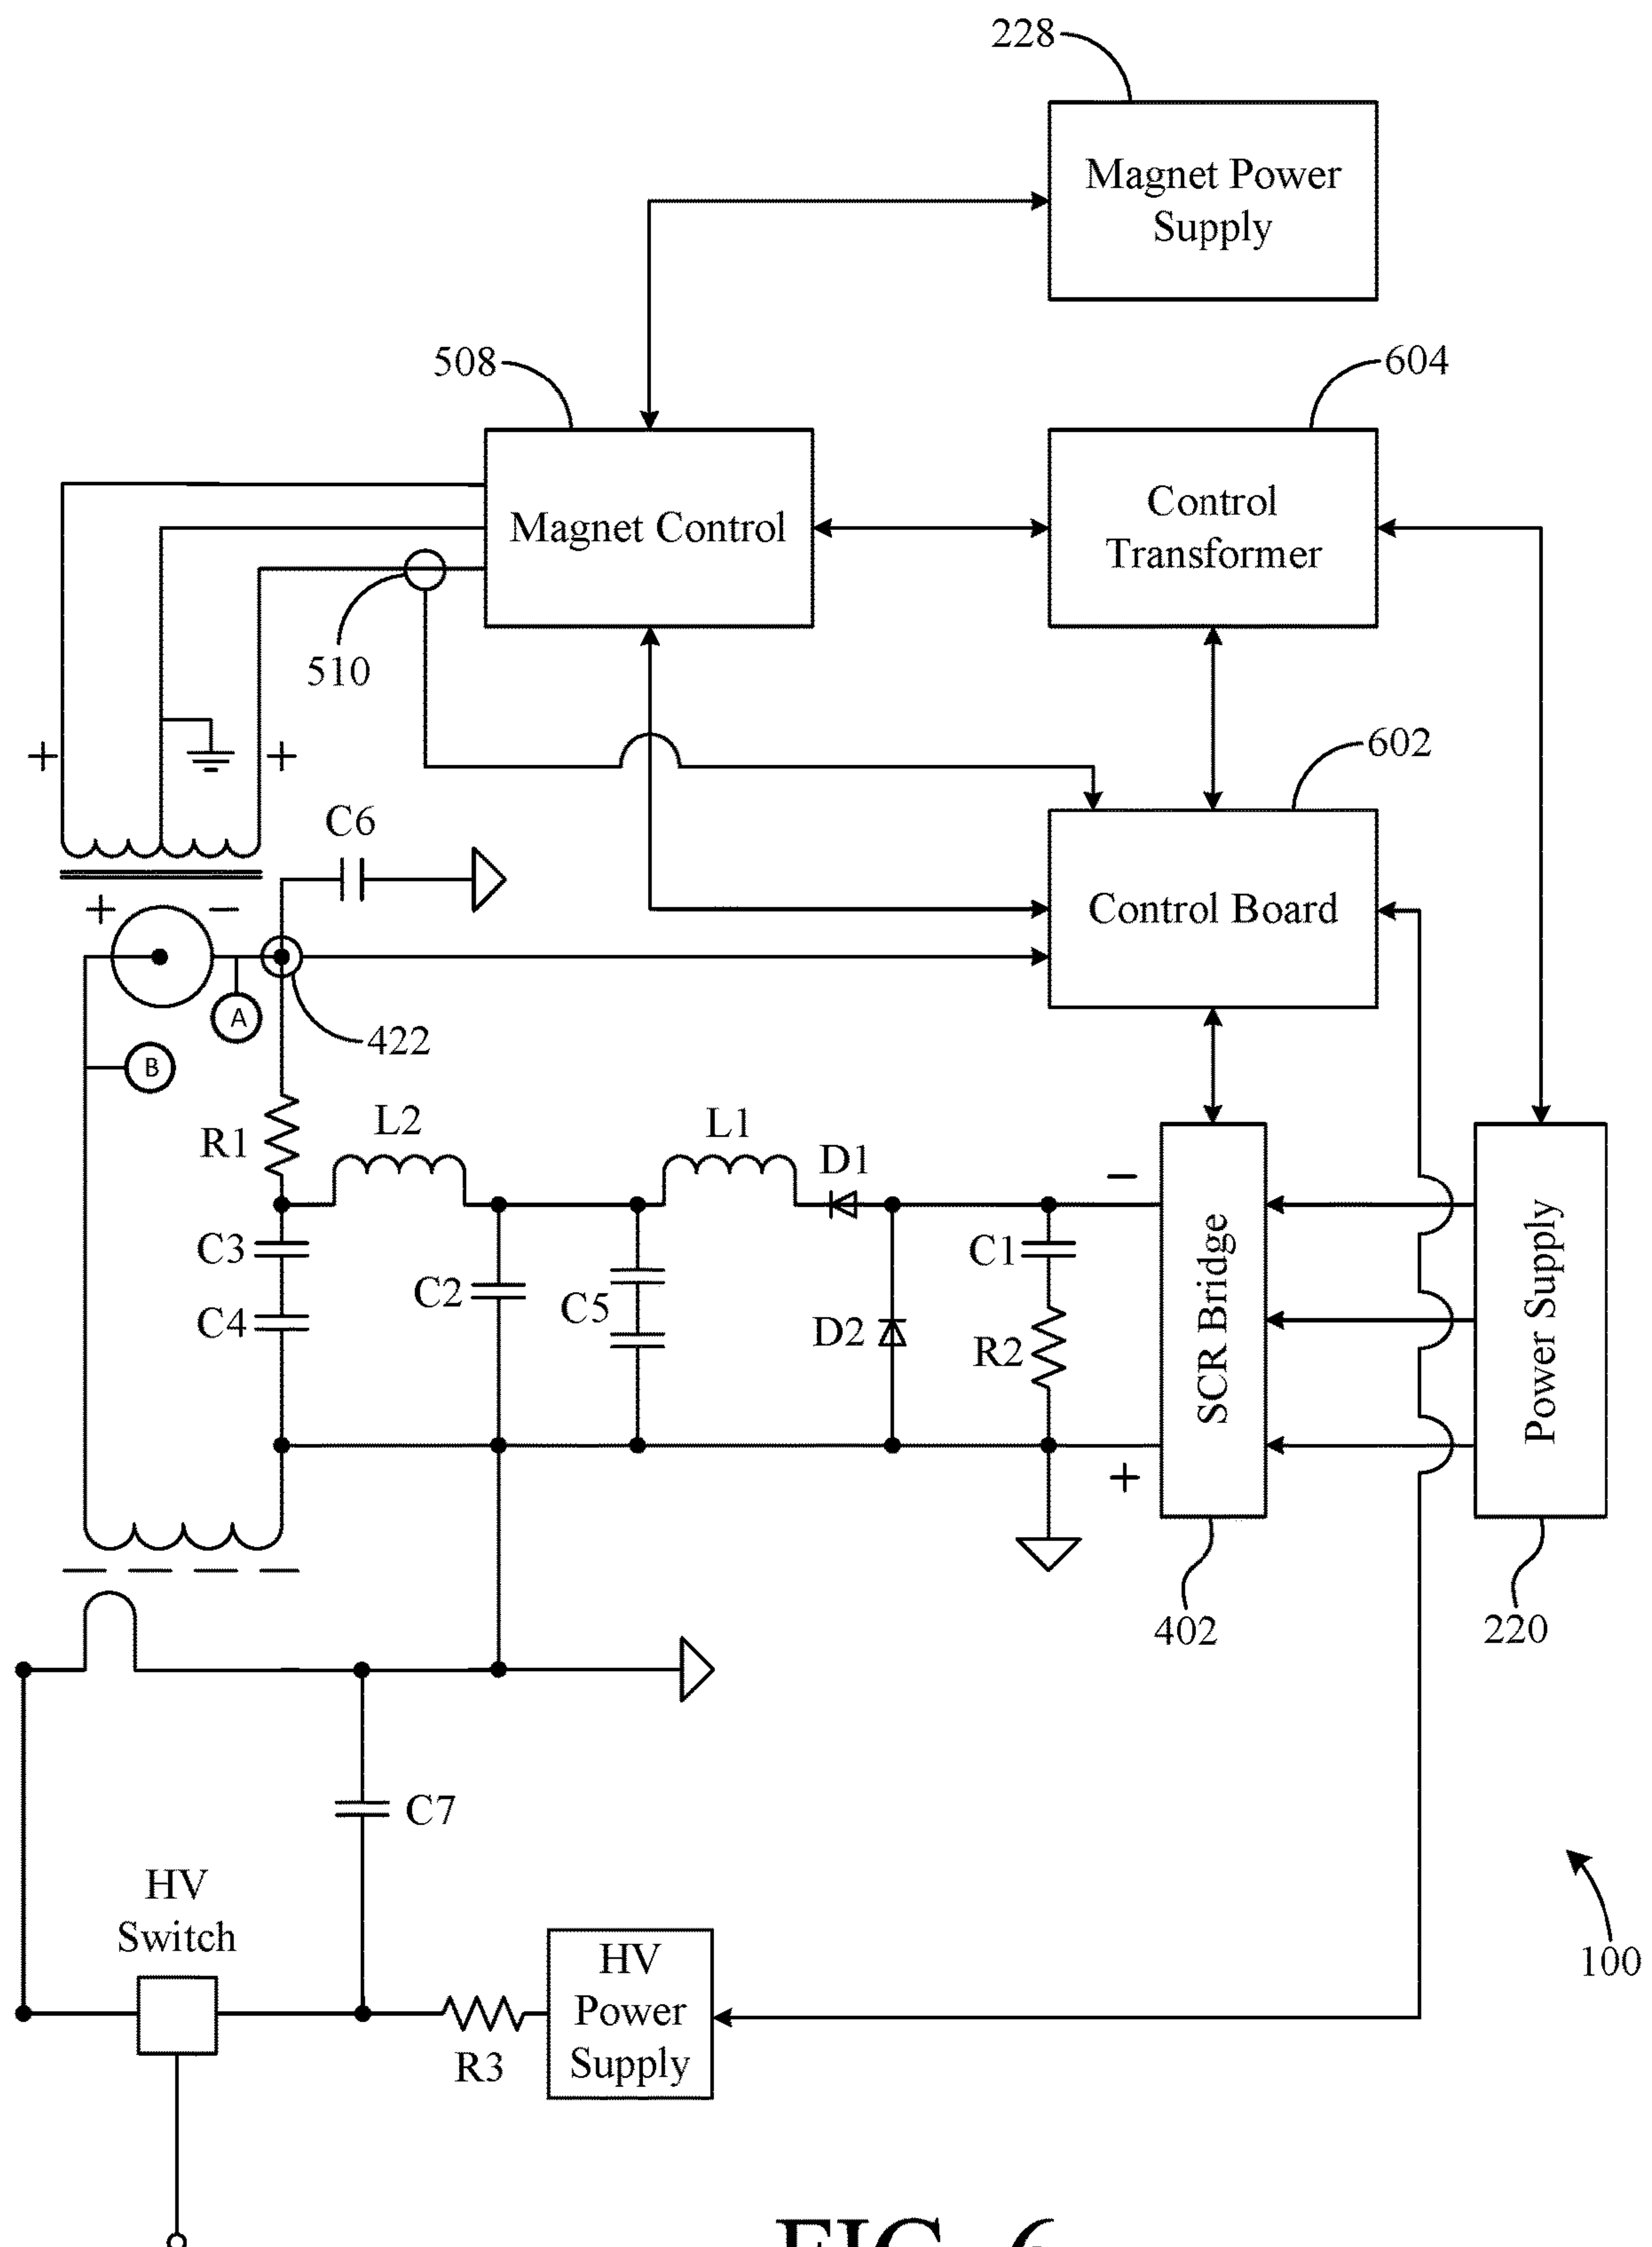 228
Magnet Power
Supply
508
604
Magnet Control
Control
Transformer
510
602
+
+
C6
Control Board
+ −
A
422
B
R1
L2
L1
D1
−
C3
C4
C2
C5
D2
C1
R2
SCR Bridge
Power Supply
+
402
220
C7
HV
Switch
HV
Power
Supply
R3
100
FIG. 6